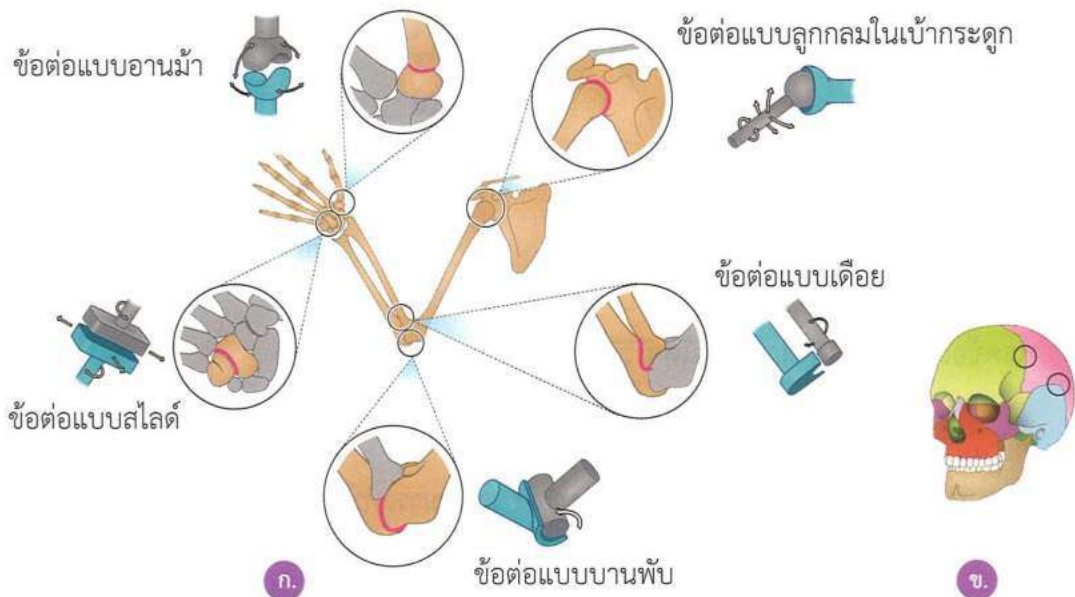 ข้อต่อแบบอานม้า
ข้อต่อแบบลูกกลมในเบ้ากระดูก
ข้อต่อแบบเดือย
ข้อต่อแบบสไลด์
ข้อต่อแบบบานพับ
ก.
ข.